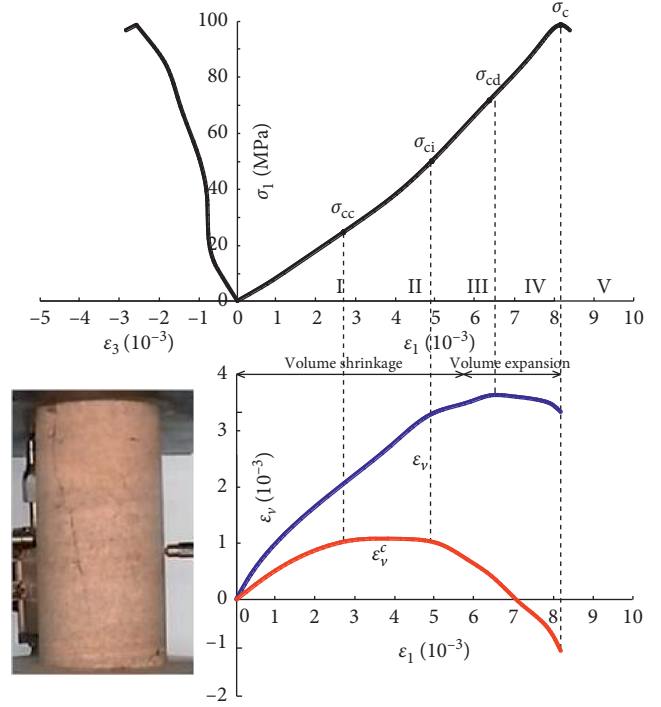 σc
100
σcd
80
σci
60
σ1 (MPa)
40
σcc
20
I II III IV V
0
–5 –4 –3 –2 –1 0 1 2 3 4 5 6 7 8 9 10
ε3 (10–3) ε1 (10–3)
Volume shrinkage Volume expansion
4
3
εv
εv (10–3)
2
1
εvc
0
0 1 2 3 4 5 6 7 8 9 10
–1
ε1 (10–3)
–2